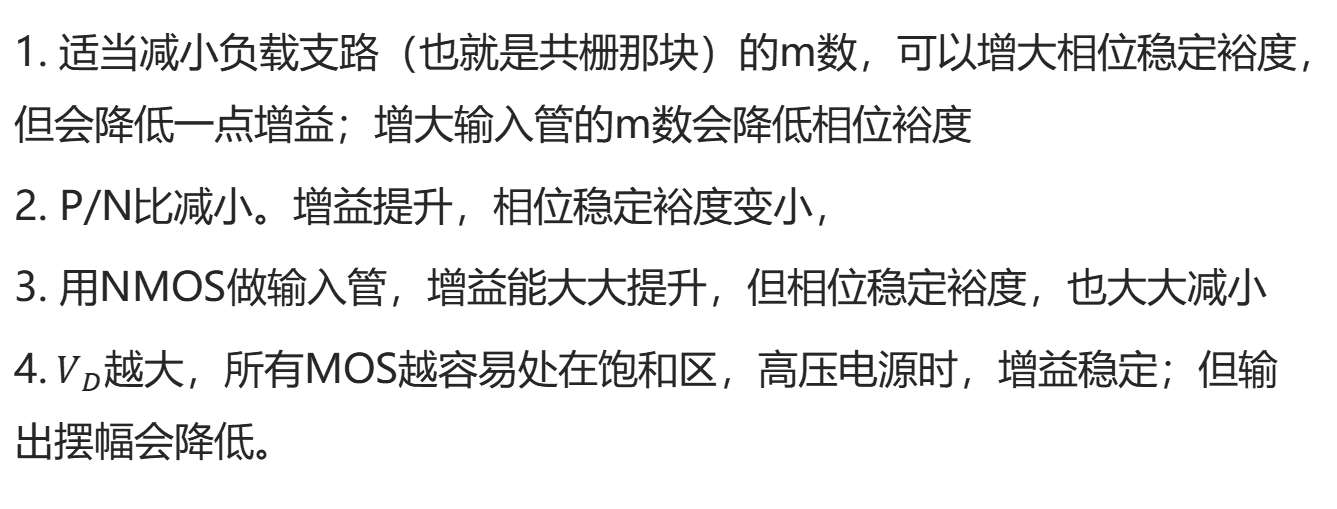 1. 适当减小负载支路（也就是共栅那块）的m数，可以增大相位稳定裕度，
但会降低一点增益；增大输入管的m数会降低相位裕度
2. P/N比减小。增益提升，相位稳定裕度变小，
3. 用NMOS做输入管，增益能大大提升，但相位稳定裕度，也大大减小
4. V_D越大，所有MOS越容易处在饱和区，高压电源时，增益稳定；但输
出摆幅会降低。